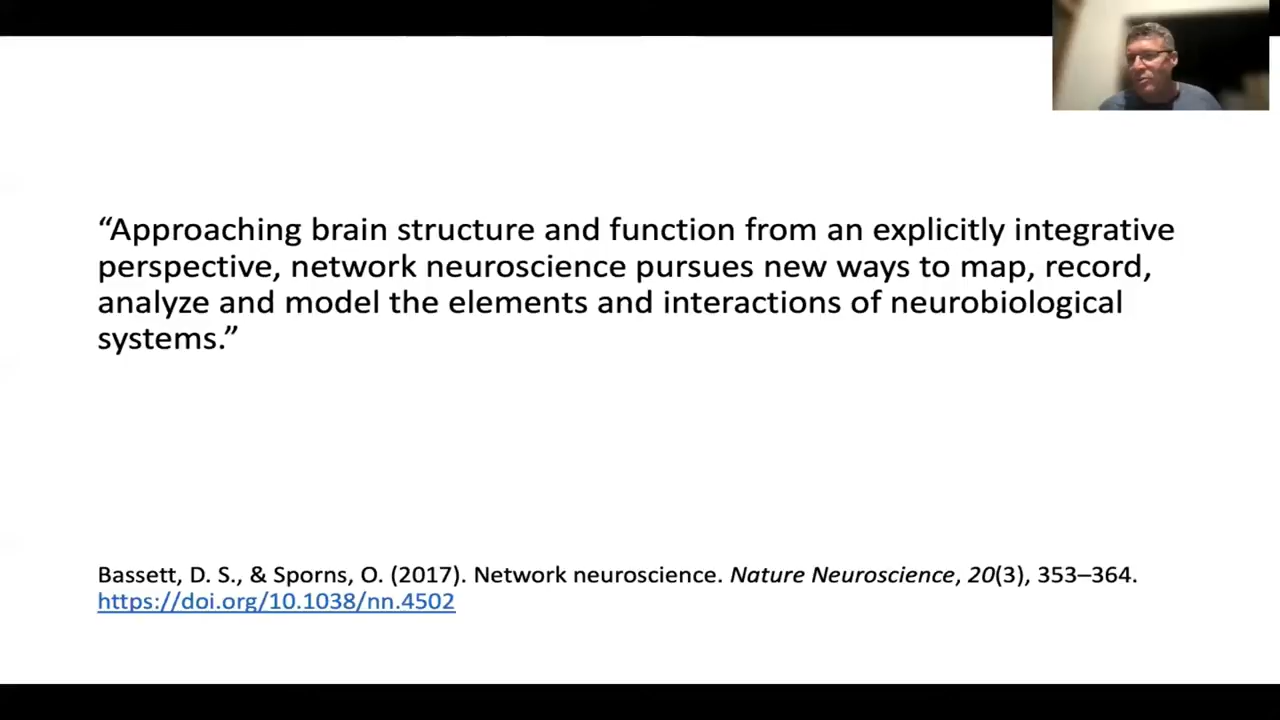 “Approaching brain structure and function from an explicitly integrative
perspective, network neuroscience pursues new ways to map, record,
analyze and model the elements and interactions of neurobiological
systems.”
Bassett, D. S., & Sporns, O. (2017). Network neuroscience. Nature Neuroscience, 20(3), 353–364.
https://doi.org/10.1038/nn.4502